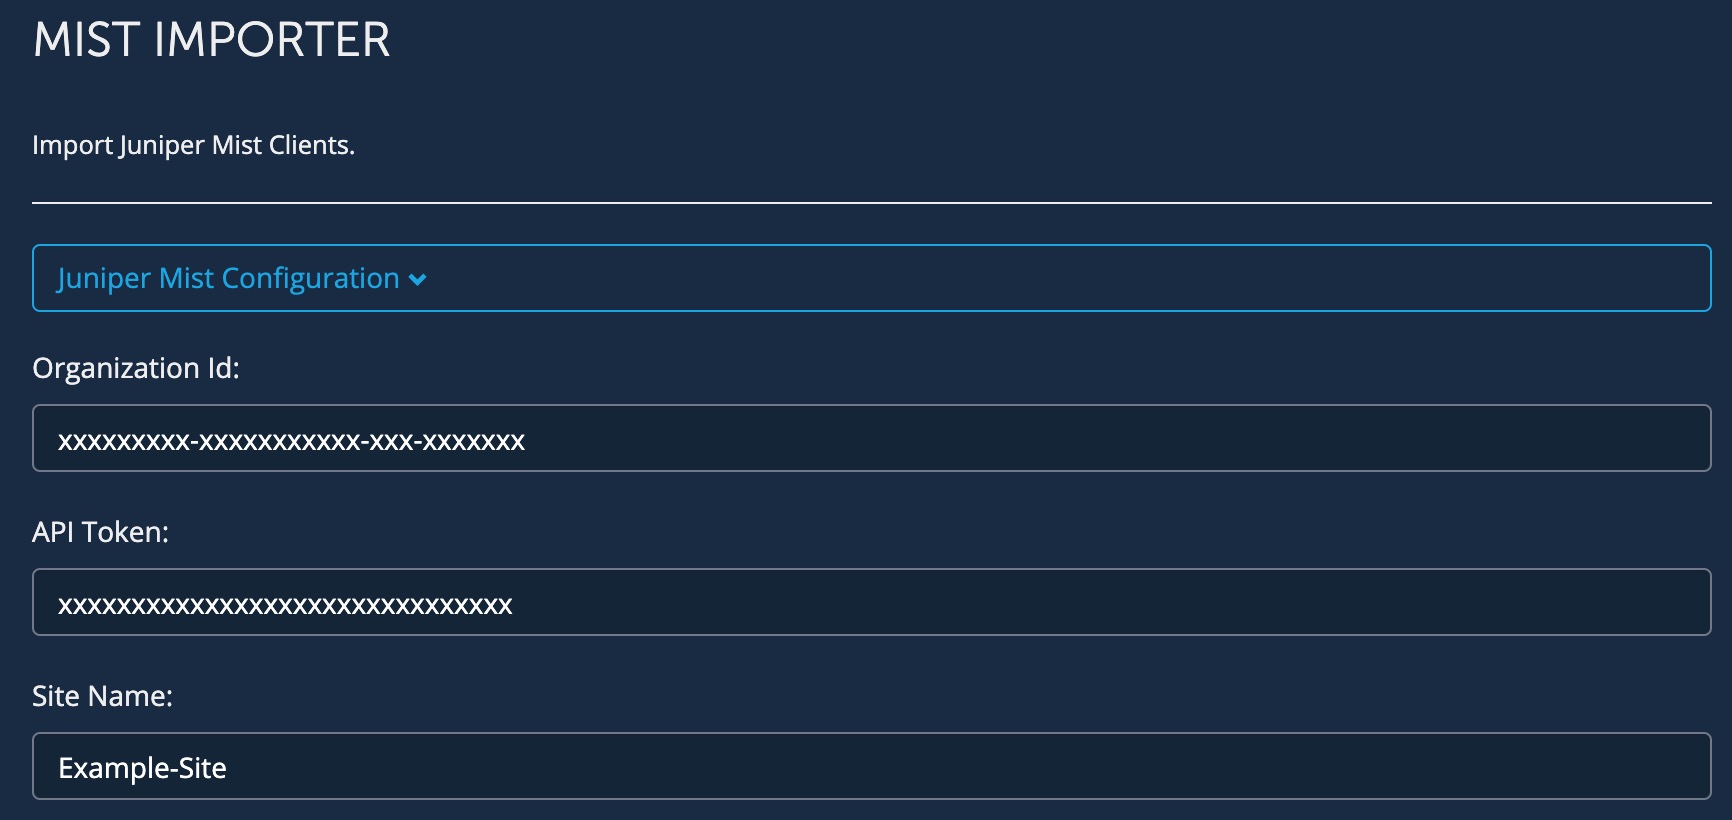 MIST IMPORTER
Import Juniper Mist Clients.
Juniper Mist Configuration
Organization Id:
xxxxxxxxx-xxxxxxxxxxx-xxx-xxxxxxx
API Token:
xxxxxxxxxxxxxxxxxxxxxxxxxxxxxxx
Site Name:
Example-Site